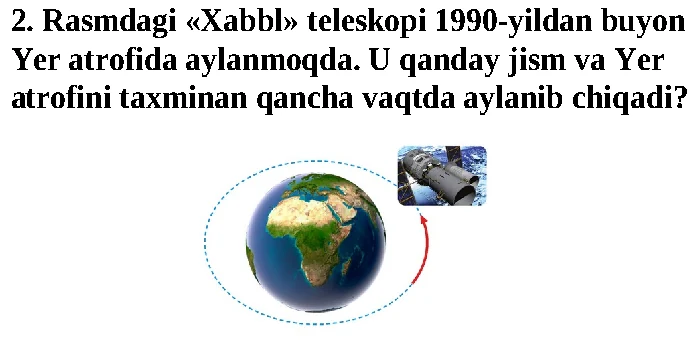 2. Rasmdagi «Xabbl» teleskopi 1990-yildan buyon
Yer atrofida aylanmoqda. U qanday jism va Yer
atrofini taxminan qancha vaqtda aylanib chiqadi?